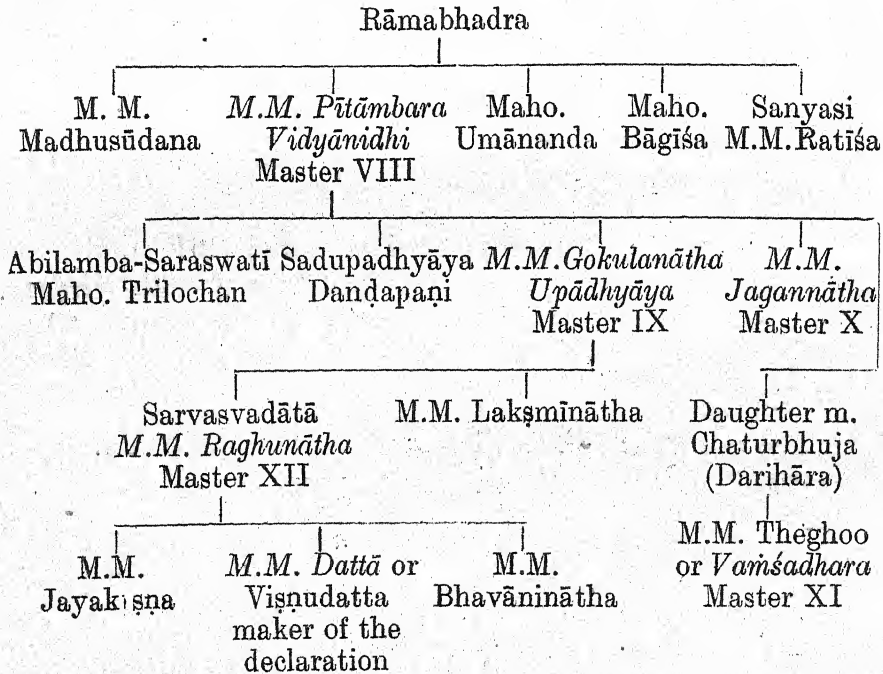 Rāmabhadra
M. M. M.M. Pītāmbara Maho. Maho. Sanyasi
Madhusūdana Vidyānidhi Umānanda Bāgīśa M.M.Ratīśa
Master VIII
Abilamba-Saraswatī Sadupadhyāya M.M.Gokulanātha M.M.
Maho. Trilochan Daṇḍapaṇi Upādhyāya Jagannātha
Master IX Master X
Sarvasvadātā M.M. Lakṣmīnātha Daughter m.
M.M. Raghunātha Chaturbhuja
Master XII (Darihāra)
M.M. Theghoo
or Vaṁśadhara
Master XI
M.M. M.M. Dattā or M.M.
Jayakṛṣṇa Viṣṇudatta Bhavāninātha
maker of the
declaration